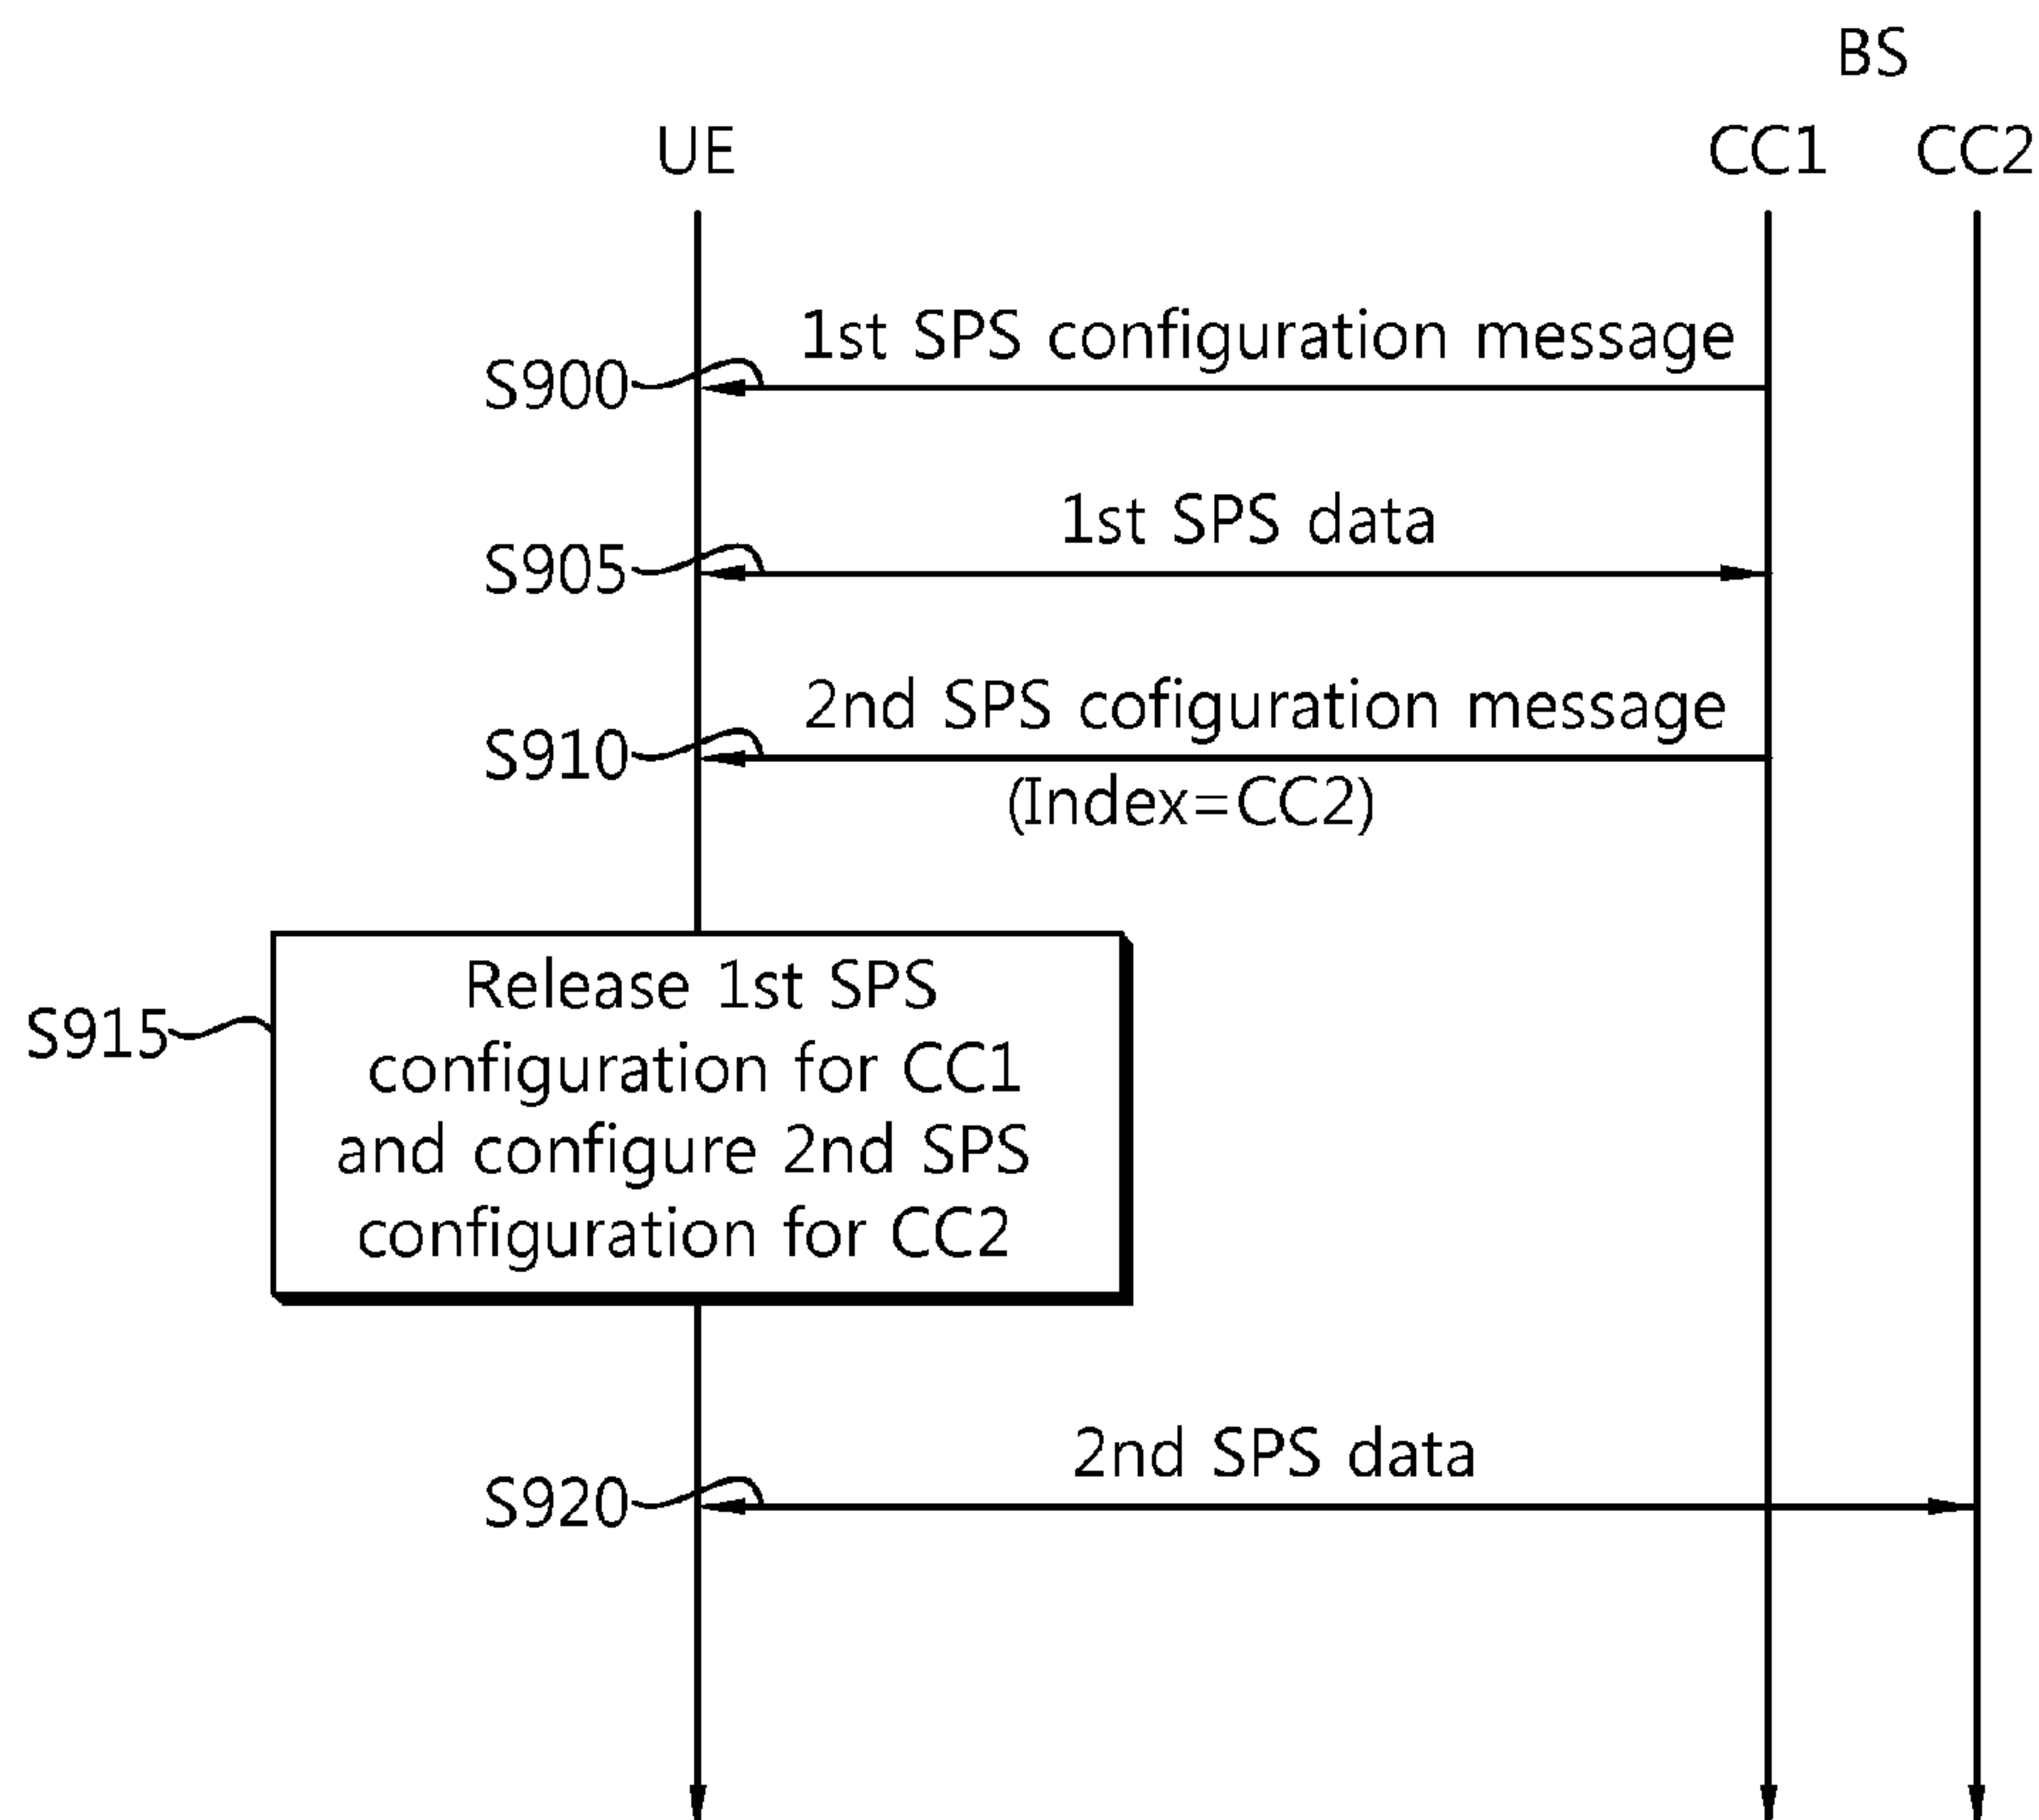 BS
UE
CC1
CC2
1st SPS configuration message
S900
1st SPS data
S905
2nd SPS cofiguration message
S910
(Index=CC2)
Release 1st SPS
configuration for CC1
and configure 2nd SPS
configuration for CC2
S915
2nd SPS data
S920